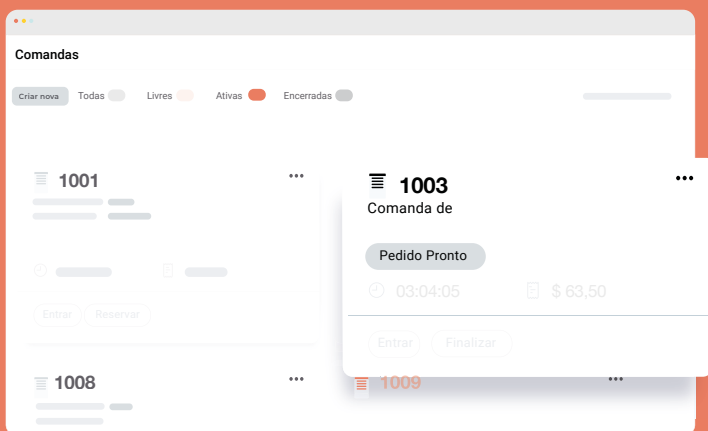 Comandas
Criar nova Todas Livres Ativas Encerradas
1001
Entrar Reservar
1003
Comanda de
Pedido Pronto
03:04:05 $ 63,50
Entrar Finalizar
1008
1009